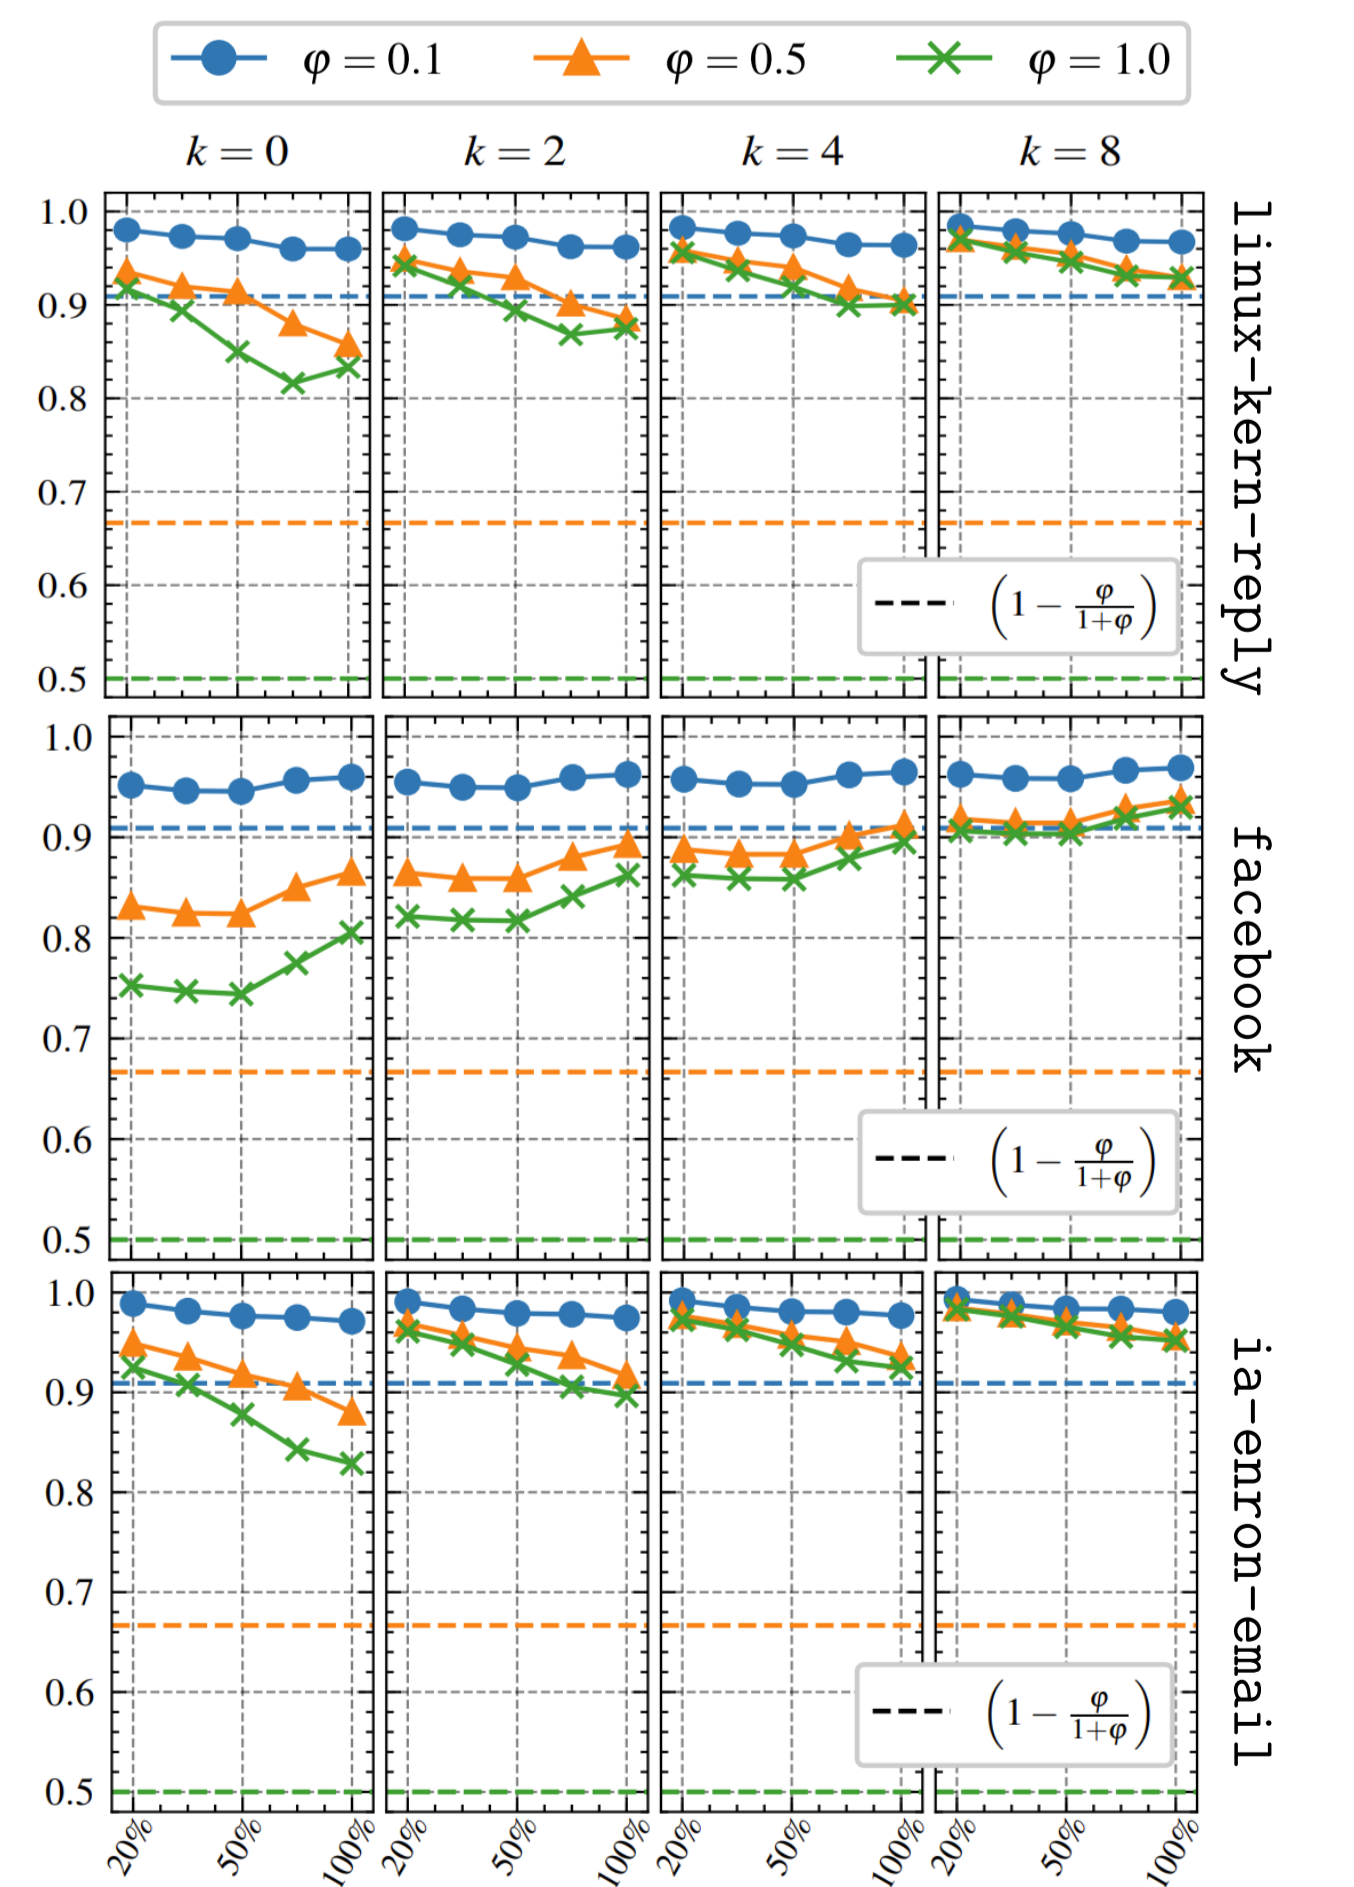 φ = 0.1 φ = 0.5 φ = 1.0
k = 0 k = 2 k = 4 k = 8
1.0
0.9
0.8
0.7
0.6
0.5
(1 − φ/(1+φ))
linux-kern-reply
1.0
0.9
0.8
0.7
0.6
0.5
(1 − φ/(1+φ))
facebook
1.0
0.9
0.8
0.7
0.6
0.5
(1 − φ/(1+φ))
ia-enron-email
20% 50% 100% 20% 50% 100% 20% 50% 100% 20% 50% 100%